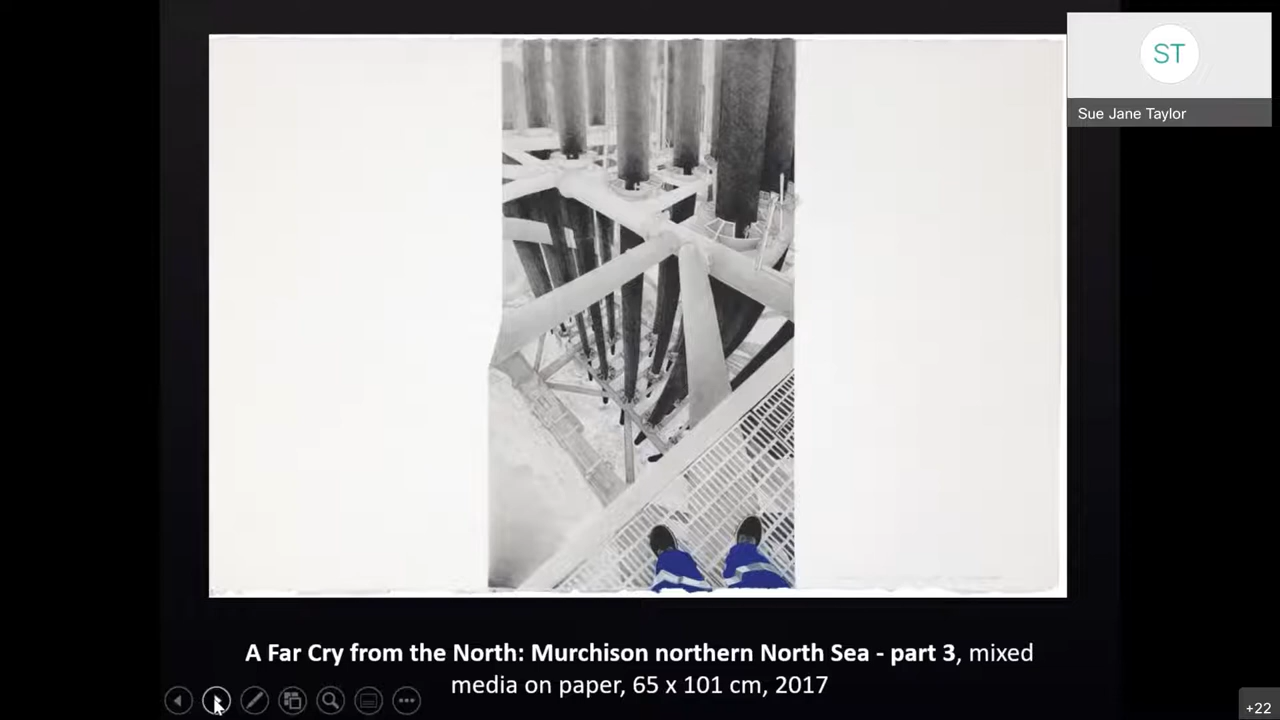 ST
Sue Jane Taylor
A Far Cry from the North: Murchison northern North Sea - part 3, mixed
media on paper, 65 x 101 cm, 2017
+22